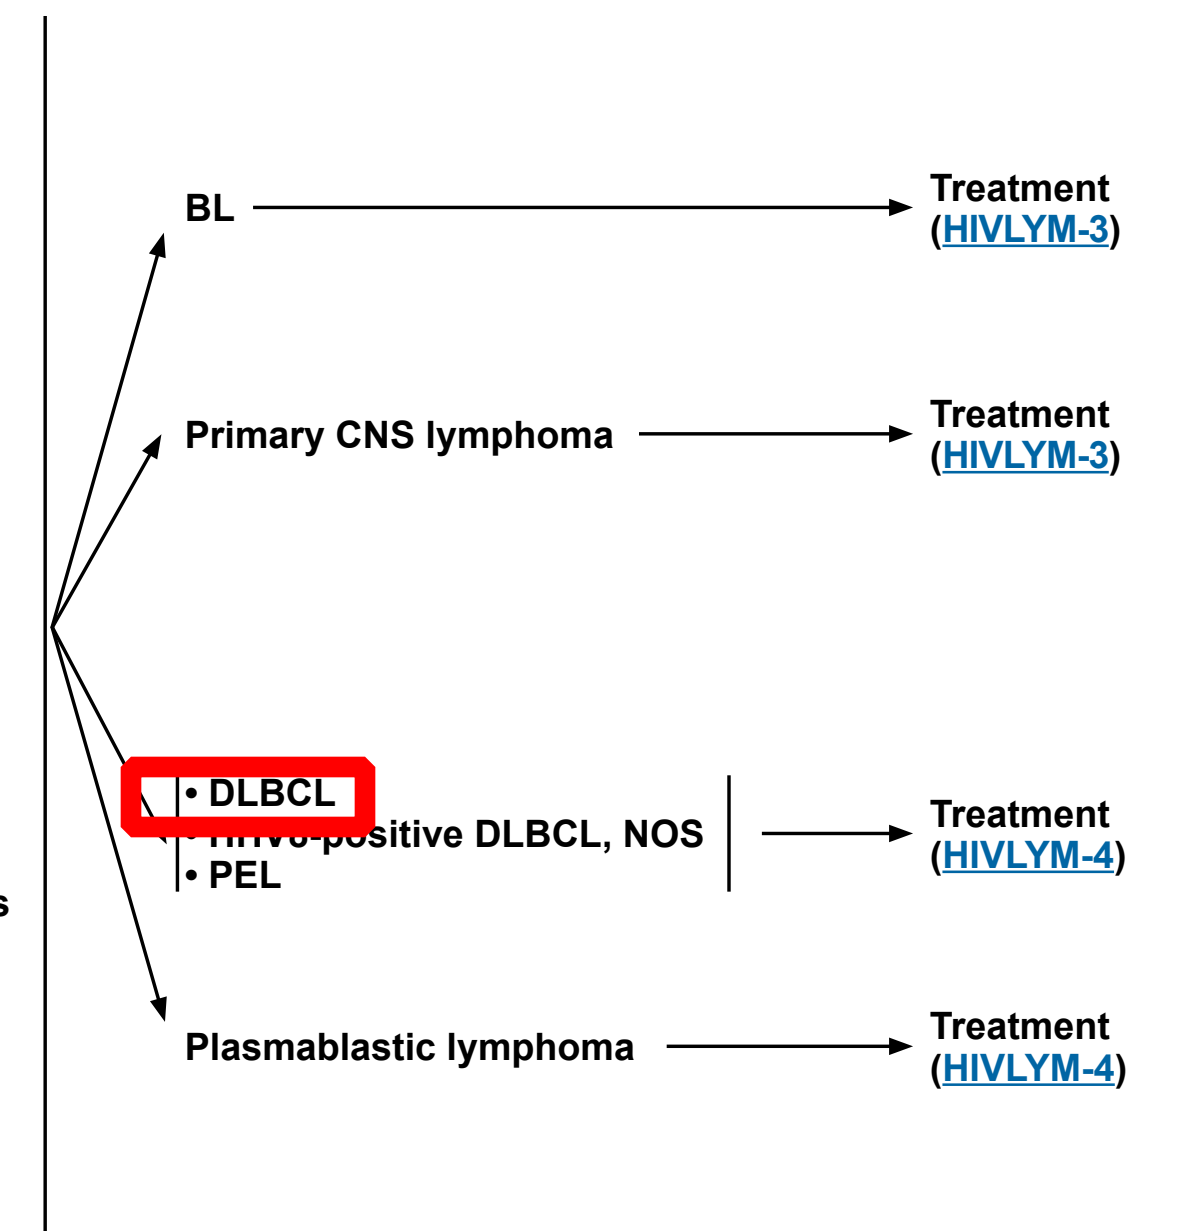 BL
Treatment
(HIVLYM-3)
Primary CNS lymphoma
Treatment
(HIVLYM-3)
• DLBCL
• HHV8-positive DLBCL, NOS
• PEL
Treatment
(HIVLYM-4)
s
Plasmablastic lymphoma
Treatment
(HIVLYM-4)